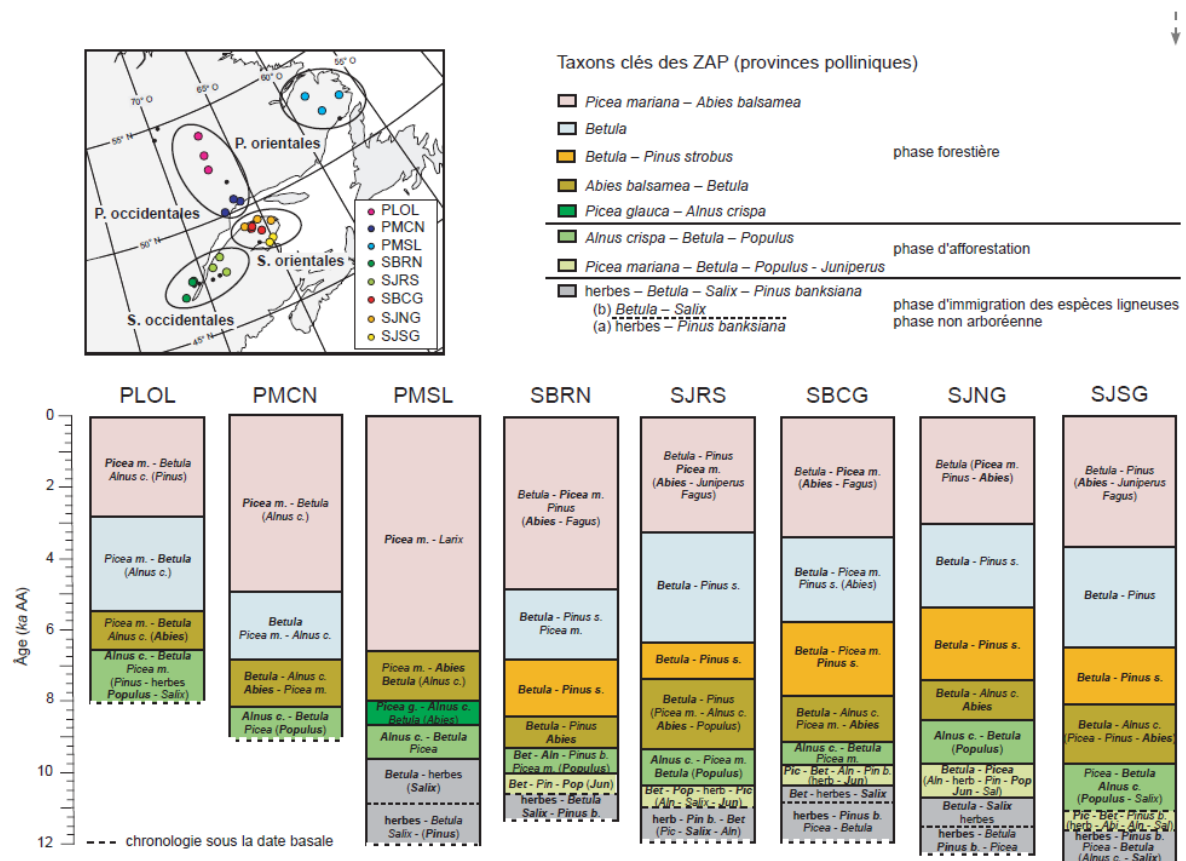 Taxons clés des ZAP (provinces polliniques)
Picea mariana – Abies balsamea
Betula
Betula – Pinus strobus
phase forestière
Abies balsamea – Betula
Picea glauca – Alnus crispa
Alnus crispa – Betula – Populus
phase d'afforestation
Picea mariana – Betula – Populus - Juniperus
herbes – Betula – Salix – Pinus banksiana
(b) Betula – Salix
phase d'immigration des espèces ligneuses
(a) herbes – Pinus banksiana
phase non arboréenne
70° O
65° O
60° O
55° O
55° N
50° N
45° N
P. orientales
P. occidentales
S. orientales
S. occidentales
PLOL
PMCN
PMSL
SBRN
SJRS
SBCG
SJNG
SJSG
PLOL
PMCN
PMSL
SBRN
SJRS
SBCG
SJNG
SJSG
Âge (ka AA)
0
2
4
6
8
10
12
Picea m. - Betula
Alnus c. (Pinus)
Picea m. - Betula
(Alnus c.)
Picea m. - Betula
Alnus c. (Abies)
Alnus c. - Betula
Picea m.
(Pinus - herbes
Populus - Salix)
Picea m. - Betula
(Alnus c.)
Betula
Picea m. - Alnus c.
Betula - Alnus c.
Abies - Picea m.
Alnus c. - Betula
Picea (Populus)
Picea m. - Larix
Picea m. - Abies
Betula (Alnus c.)
Picea g. - Alnus c.
Betula (Abies)
Alnus c. - Betula
Picea
Betula - herbes
(Salix)
herbes - Betula
Salix - (Pinus)
Betula - Picea m.
Pinus
(Abies - Fagus)
Betula - Pinus s.
Picea m.
Betula - Pinus s.
Betula - Pinus
Abies
Bet - Aln - Pinus b.
Picea m. (Populus)
Bet - Pin - Pop (Jun)
herbes - Betula
Salix - Pinus b.
Betula - Pinus
Picea m.
(Abies - Juniperus
Fagus)
Betula - Pinus s.
Betula - Pinus s.
Betula - Pinus
(Picea m. - Alnus c.
Abies - Populus)
Alnus c. - Picea m.
Betula (Populus)
Bet - Pop - herb - Pic
(Aln - Salix - Jun)
herb - Pin b. - Bet
(Pic - Salix - Aln)
Betula - Picea m.
(Abies - Fagus)
Betula - Picea m.
Pinus s. (Abies)
Betula - Picea m.
Pinus s.
Betula - Alnus c.
Picea m. - Abies
Alnus c. - Betula
Picea m.
Pic - Bet - Aln - Pin b.
(herb - Jun)
Bet - herbes - Salix
herbes - Pinus b.
Picea - Betula
Betula (Picea m.
Pinus - Abies)
Betula - Pinus s.
Betula - Pinus s.
Betula - Alnus c.
Abies
Alnus c. - Betula
(Populus)
Betula - Picea
(Aln - herb - Pin - Pop
Jun - Sal)
Betula - Salix
herbes
herbes - Betula
Pinus b. - Picea
Betula - Pinus
(Abies - Juniperus
Fagus)
Betula - Pinus
Betula - Pinus s.
Betula - Alnus c.
(Picea - Pinus - Abies)
Picea - Betula
Alnus c.
(Populus - Salix)
Pic - Bet - Pinus b.
(herb - Abi - Aln - Sal)
herbes - Pinus b.
Picea - Betula
(Alnus c. - Salix)
chronologie sous la date basale